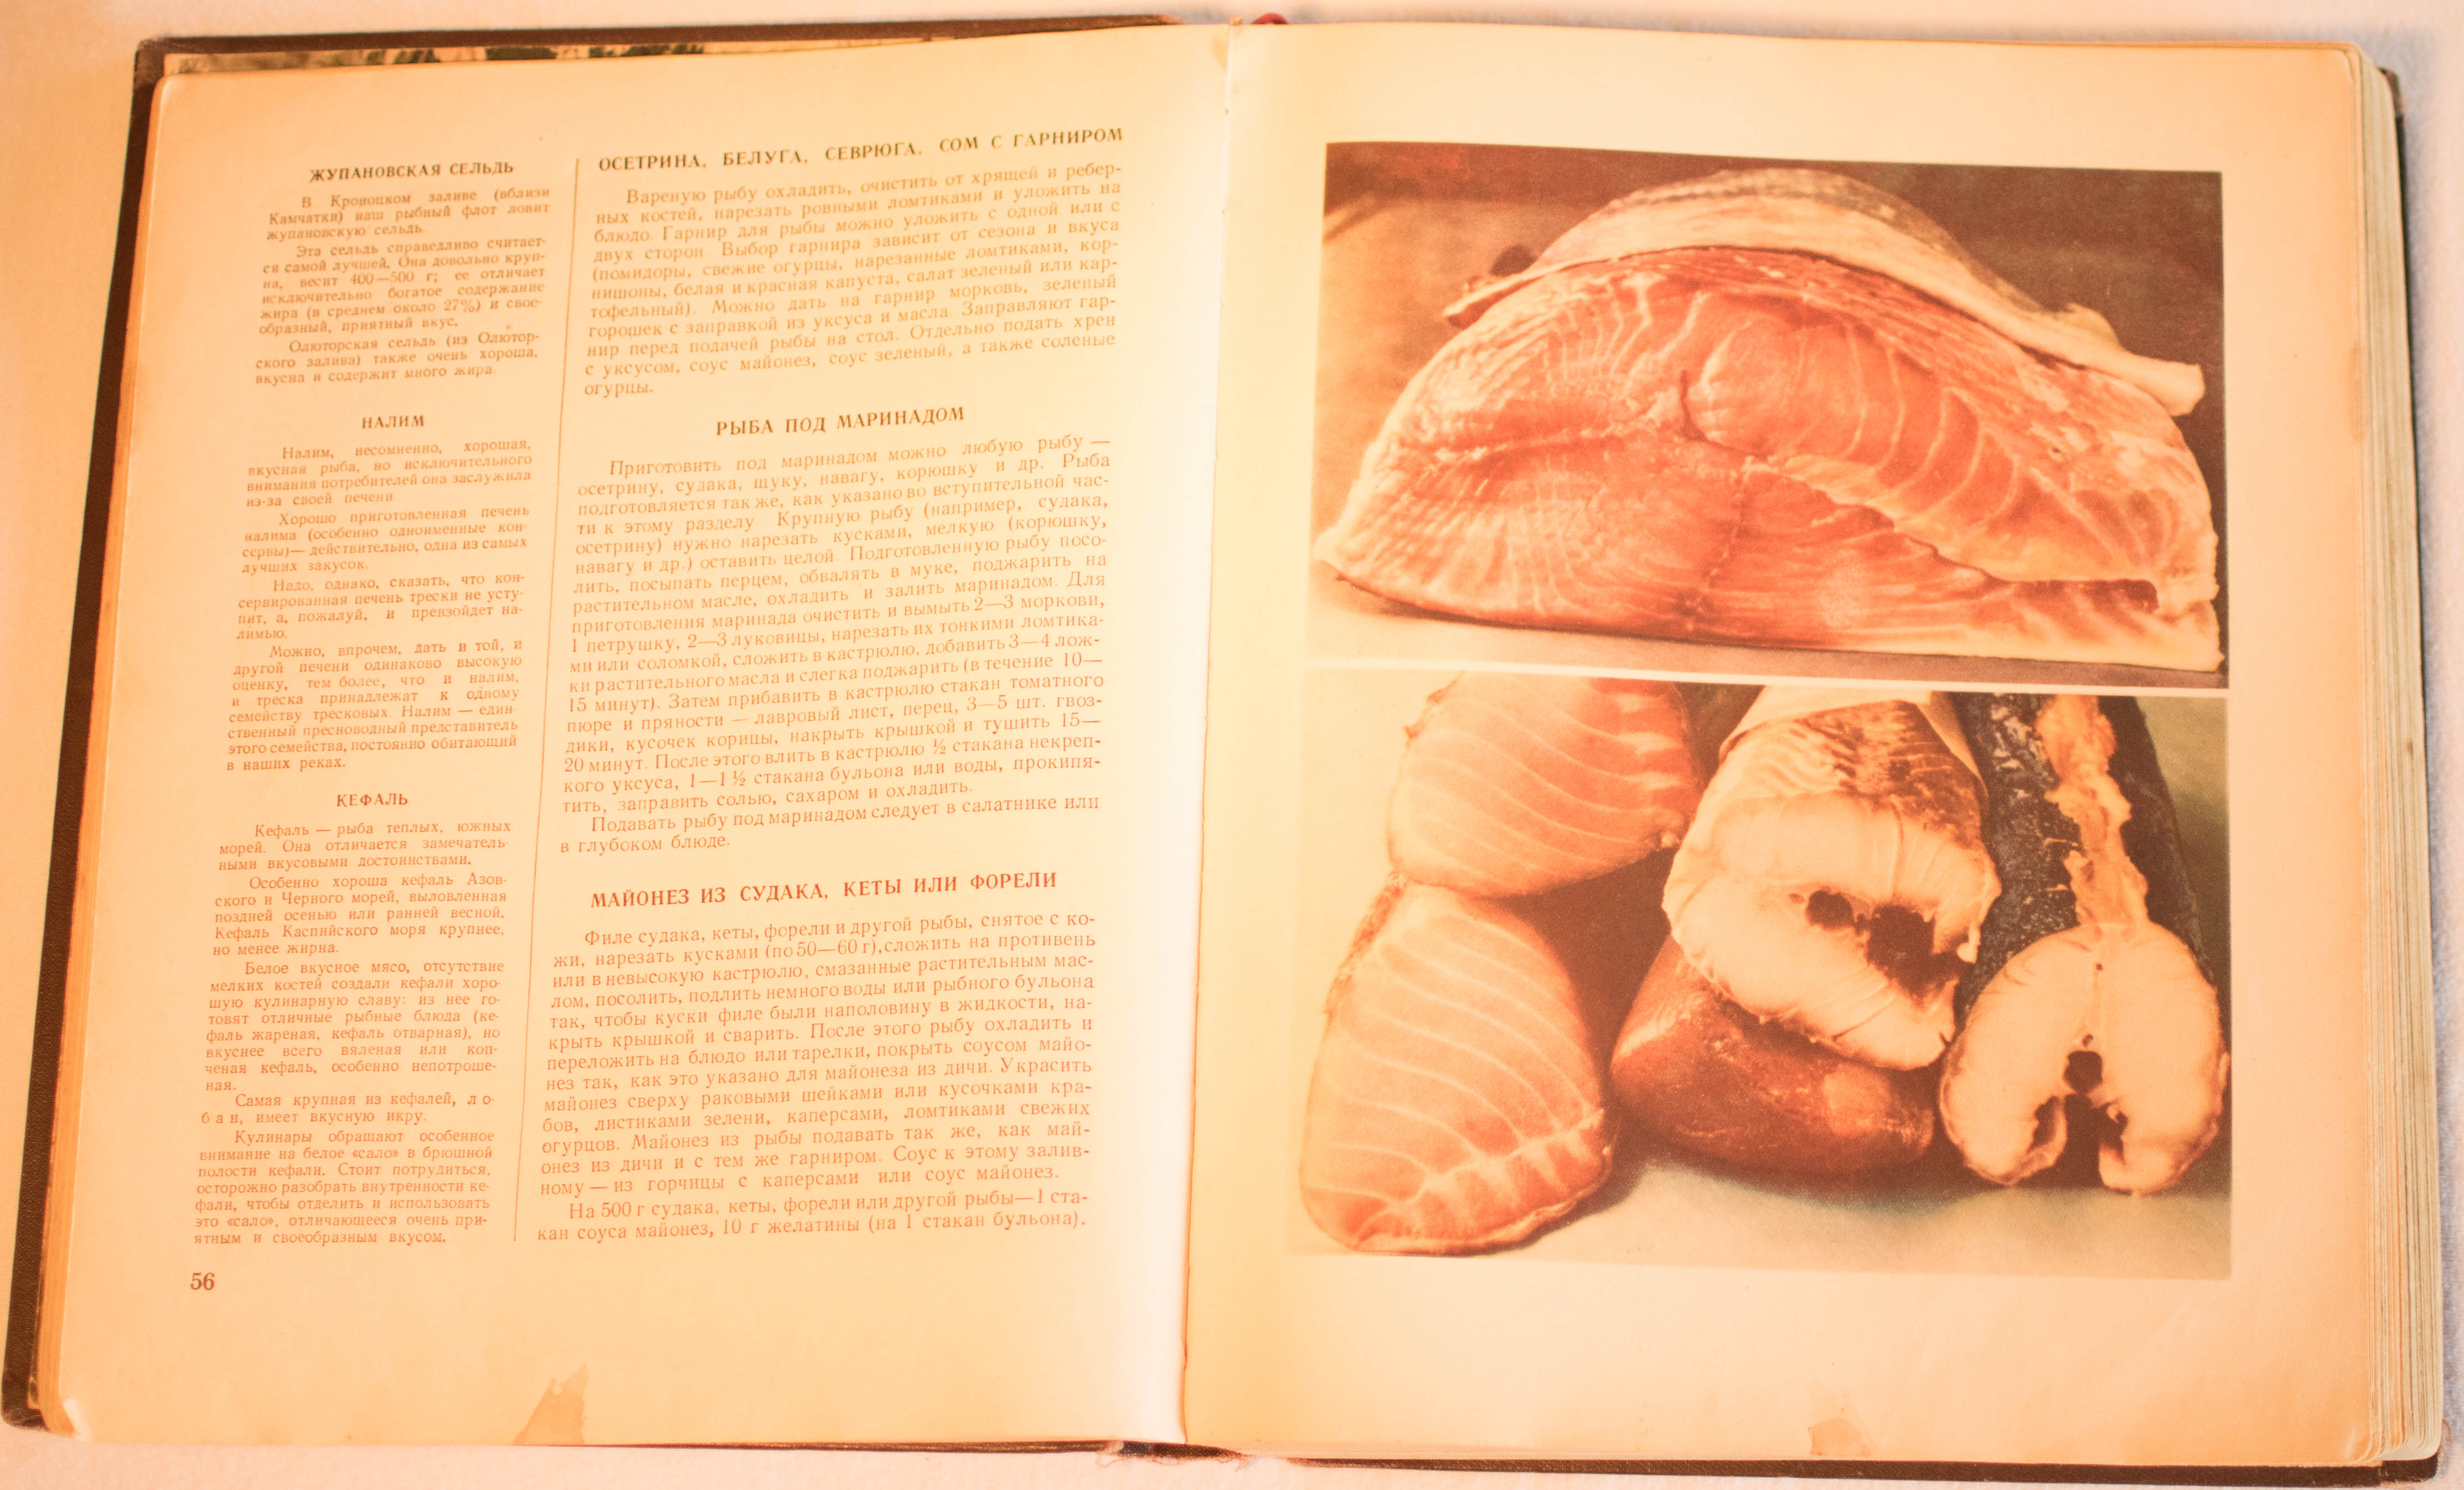 ЖУПАНОВСКАЯ СЕЛЬДЬ
В Кроноцком заливе (вблизи
Камчатки) наш рыбный флот ловит
жупановскую сельдь.
Эта сельдь справедливо считает-
ся самой лучшей. Она довольно круп-
на, весит 400—500 г; ее отличает
исключительно богатое содержание
жира (в среднем около 27%) и свое-
образный, приятный вкус.
Олюторская сельдь (из Олютор-
ского залива) также очень хороша,
вкусна и содержит много жира.
НАЛИМ
Налим, несомненно, хорошая,
вкусная рыба, но исключительного
внимания потребителей она заслужила
из-за своей печени
Хорошо приготовленная печень
налима (особенно одноименные кон-
сервы)— действительно, одна из самых
лучших закусок.
Надо, однако, сказать, что кон-
сервированная печень трески не усту-
пит, а, пожалуй, и превзойдет на-
лимью.
Можно, впрочем, дать и той, и
другой печени одинаково высокую
оценку, тем более, что и налим,
и треска принадлежат к одному
семейству тресковых. Налим — един-
ственный пресноводный представитель
этого семейства, постоянно обитающий
в наших реках.
КЕФАЛЬ
Кефаль — рыба теплых, южных
морей. Она отличается замечатель-
ными вкусовыми достоинствами.
Особенно хороша кефаль Азов-
ского и Черного морей, выловленная
поздней осенью или ранней весной.
Кефаль Каспийского моря крупнее,
но менее жирна.
Белое вкусное мясо, отсутствие
мелких костей создали кефали хоро-
шую кулинарную славу: из нее го-
товят отличные рыбные блюда (ке-
фаль жареная, кефаль отварная), но
вкуснее всего вяленая или коп-
ченая кефаль, особенно непотроше-
ная.
Самая крупная из кефалей, ло-
бан, имеет вкусную икру.
Кулинары обращают особенное
внимание на белое «сало» в брюшной
полости кефали. Стоит потрудиться,
осторожно разобрать внутренности ке-
фали, чтобы отделить и использовать
это «сало», отличающееся очень при-
ятным и своеобразным вкусом.
56
ОСЕТРИНА, БЕЛУГА, СЕВРЮГА, СОМ С ГАРНИРОМ
Вареную рыбу охладить, очистить от хрящей и ребер-
ных костей, нарезать ровными ломтиками и уложить на
блюдо. Гарнир для рыбы можно уложить с одной или с
двух сторон. Выбор гарнира зависит от сезона и вкуса
(помидоры, свежие огурцы, нарезанные ломтиками, кор-
нишоны, белая и красная капуста, салат зеленый или кар-
тофельный). Можно дать на гарнир морковь, зеленый
горошек с заправкой из уксуса и масла. Заправляют гар-
нир перед подачей рыбы на стол. Отдельно подать хрен
с уксусом, соус майонез, соус зеленый, а также соленые
огурцы.
РЫБА ПОД МАРИНАДОМ
Приготовить под маринадом можно любую рыбу —
осетрину, судака, щуку, навагу, корюшку и др. Рыба
подготовляется так же, как указано во вступительной час-
ти к этому разделу Крупную рыбу (например, судака,
осетрину) нужно нарезать кусками, мелкую (корюшку,
навагу и др.) оставить целой. Подготовленную рыбу посо-
лить, посыпать перцем, обвалять в муке, поджарить на
растительном масле, охладить и залить маринадом. Для
приготовления маринада очистить и вымыть 2—3 моркови,
1 петрушку, 2—3 луковицы, нарезать их тонкими ломтика-
ми или соломкой, сложить в кастрюлю, добавить 3—4 лож-
ки растительного масла и слегка поджарить (в течение 10—
15 минут). Затем прибавить в кастрюлю стакан томатного
пюре и пряности — лавровый лист, перец, 3—5 шт. гвоз-
дики, кусочек корицы, накрыть крышкой и тушить 15—
20 минут. После этого влить в кастрюлю ½ стакана некреп-
кого уксуса, 1—1 ½ стакана бульона или воды, прокипя-
тить, заправить солью, сахаром и охладить.
Подавать рыбу под маринадом следует в салатнике или
в глубоком блюде.
МАЙОНЕЗ ИЗ СУДАКА, КЕТЫ ИЛИ ФОРЕЛИ
Филе судака, кеты, форели и другой рыбы, снятое с ко-
жи, нарезать кусками (по 50—60 г), сложить на противень
или в невысокую кастрюлю, смазанные растительным мас-
лом, посолить, подлить немного воды или рыбного бульона
так, чтобы куски филе были наполовину в жидкости, на-
крыть крышкой и сварить. После этого рыбу охладить и
переложить на блюдо или тарелки, покрыть соусом майо-
нез так, как это указано для майонеза из дичи. Украсить
майонез сверху раковыми шейками или кусочками кра-
бов, листиками зелени, каперсами, ломтиками свежих
огурцов. Майонез из рыбы подавать так же, как май-
онез из дичи и с тем же гарниром. Соус к этому залив-
ному — из горчицы с каперсами или соус майонез.
На 500 г судака, кеты, форели или другой рыбы—1 ста-
кан соуса майонез, 10 г желатины (на 1 стакан бульона).